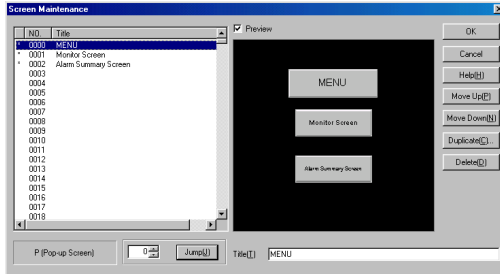 Screen Maintenance
NO. Title
* 0000 MENU
* 0001 Monitor Screen
* 0002 Alarm Summary Screen
0003
0004
0005
0006
0007
0008
0009
0010
0011
0012
0013
0014
0015
0016
0017
0018
P (Pop-up Screen)
0
Jump(J)
Preview
MENU
Monitor Screen
Alarm Summary Screen
Title(T) MENU
OK
Cancel
Help(H)
Move Up(P)
Move Down(N)
Duplicate(C)...
Delete(D)